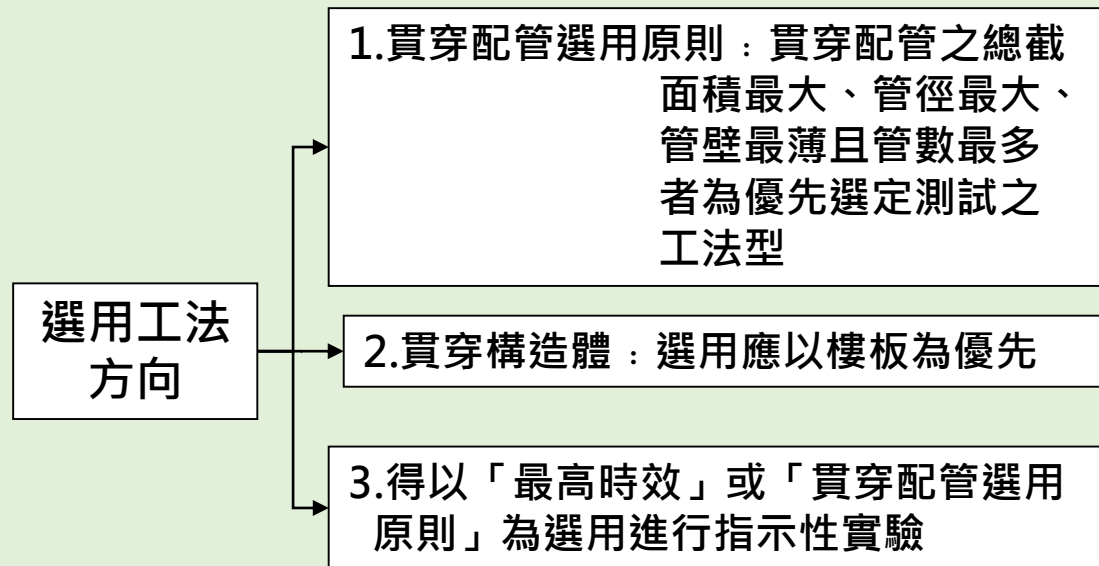 1.貫穿配管選用原則：貫穿配管之總截
面積最大、管徑最大、
管壁最薄且管數最多
者為優先選定測試之
工法型
選用工法
方向
2.貫穿構造體：選用應以樓板為優先
3.得以「最高時效」或「貫穿配管選用
原則」為選用進行指示性實驗